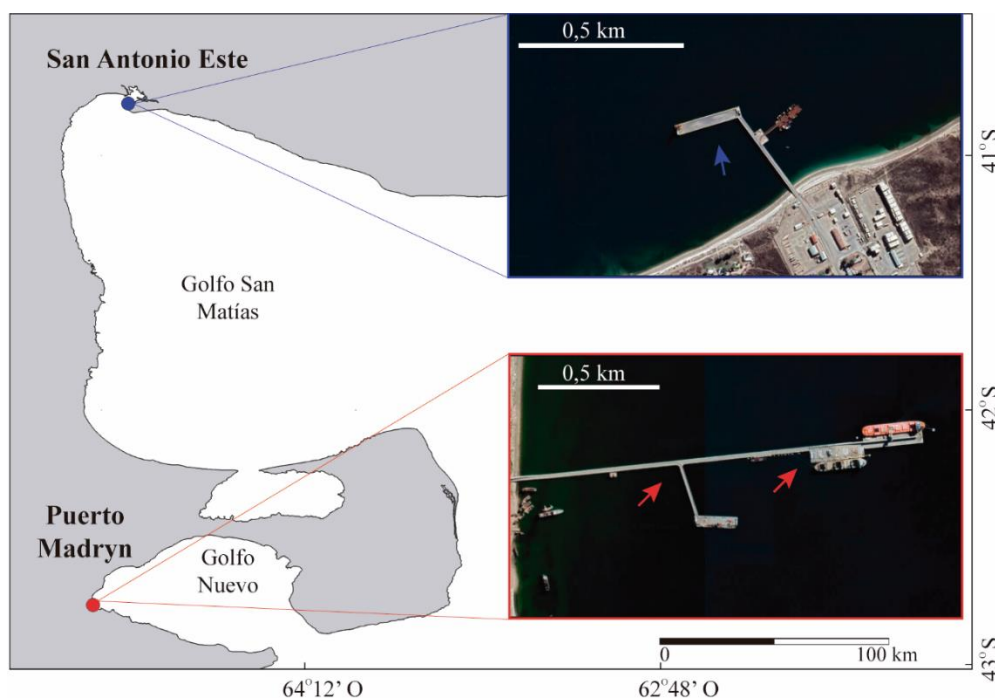 San Antonio Este
0,5 km
41° S
Golfo San
Matías
0,5 km
42° S
Puerto
Madryn
Golfo
Nuevo
0
100 km
43° S
64°12’ O
62°48’ O